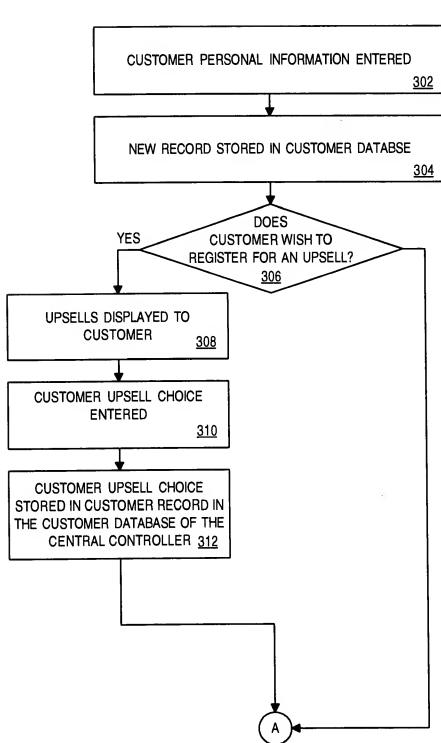 CUSTOMER PERSONAL INFORMATION ENTERED
302
NEW RECORD STORED IN CUSTOMER DATABSE
304
DOES
CUSTOMER WISH TO
REGISTER FOR AN UPSELL?
306
YES
UPSELLS DISPLAYED TO
CUSTOMER
308
CUSTOMER UPSELL CHOICE
ENTERED
310
CUSTOMER UPSELL CHOICE
STORED IN CUSTOMER RECORD IN
THE CUSTOMER DATABASE OF THE
CENTRAL CONTROLLER 312
A